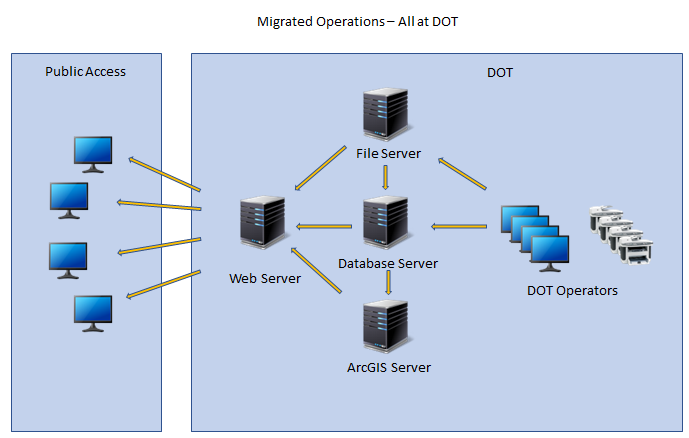 Migrated Operations – All at DOT
Public Access
DOT
File Server
Web Server
Database Server
DOT Operators
ArcGIS Server